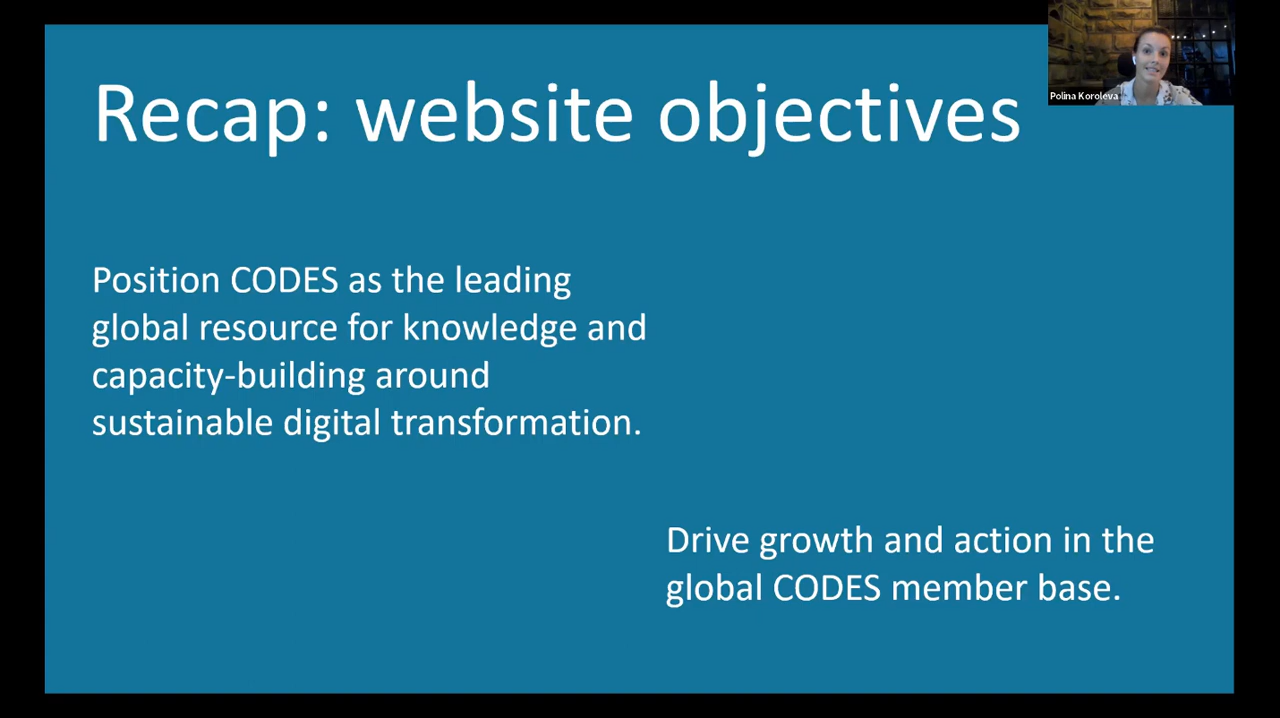 Recap: website objectives
Polina Koroleva
Position CODES as the leading
global resource for knowledge and
capacity-building around
sustainable digital transformation.
Drive growth and action in the
global CODES member base.